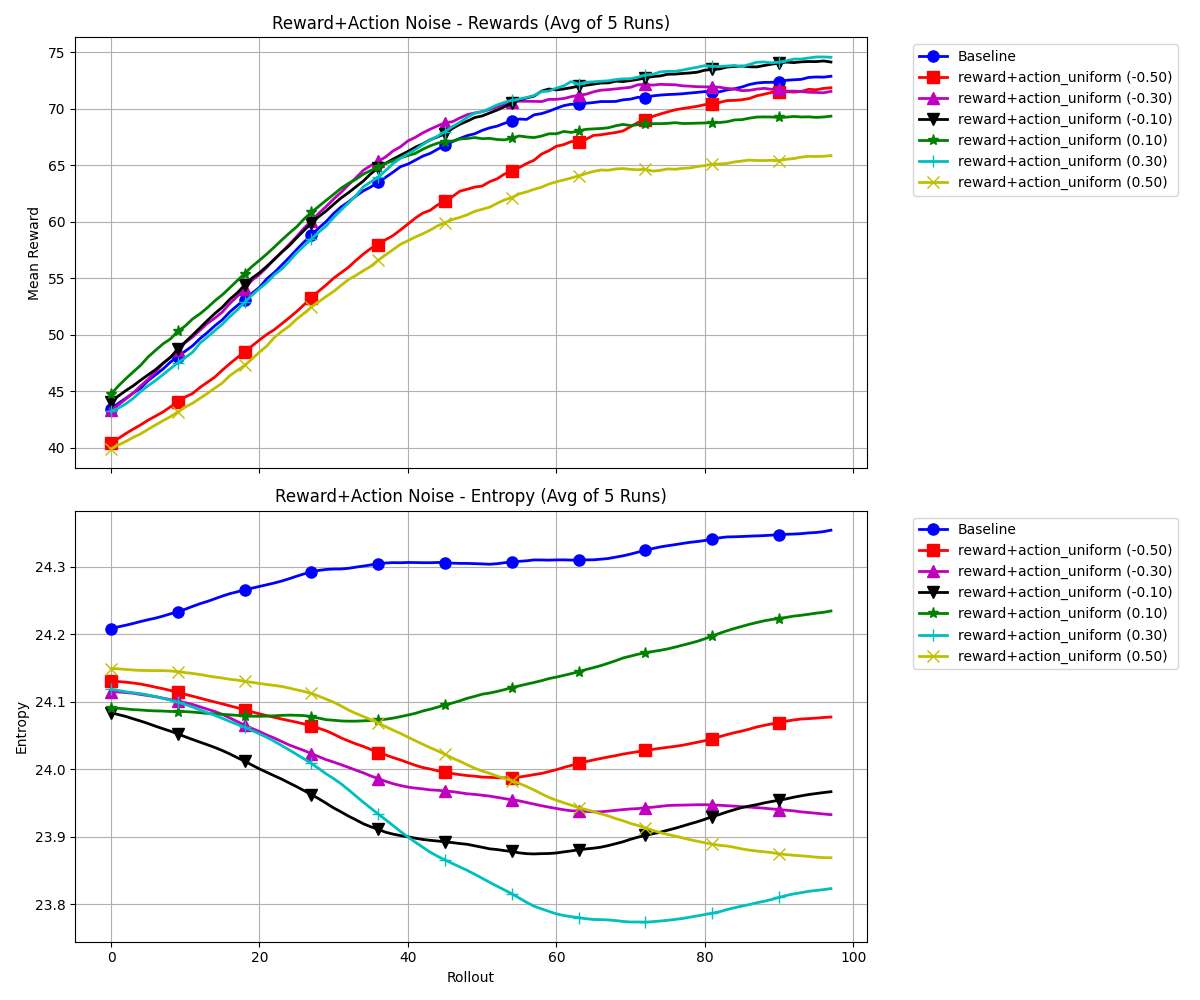 Reward+Action Noise - Rewards (Avg of 5 Runs)
75
70
65
60
55
50
45
40
Mean Reward
Baseline
reward+action_uniform (-0.50)
reward+action_uniform (-0.30)
reward+action_uniform (-0.10)
reward+action_uniform (0.10)
reward+action_uniform (0.30)
reward+action_uniform (0.50)
Reward+Action Noise - Entropy (Avg of 5 Runs)
24.3
24.2
24.1
24.0
23.9
23.8
Entropy
0 20 40 60 80 100
Rollout
Baseline
reward+action_uniform (-0.50)
reward+action_uniform (-0.30)
reward+action_uniform (-0.10)
reward+action_uniform (0.10)
reward+action_uniform (0.30)
reward+action_uniform (0.50)